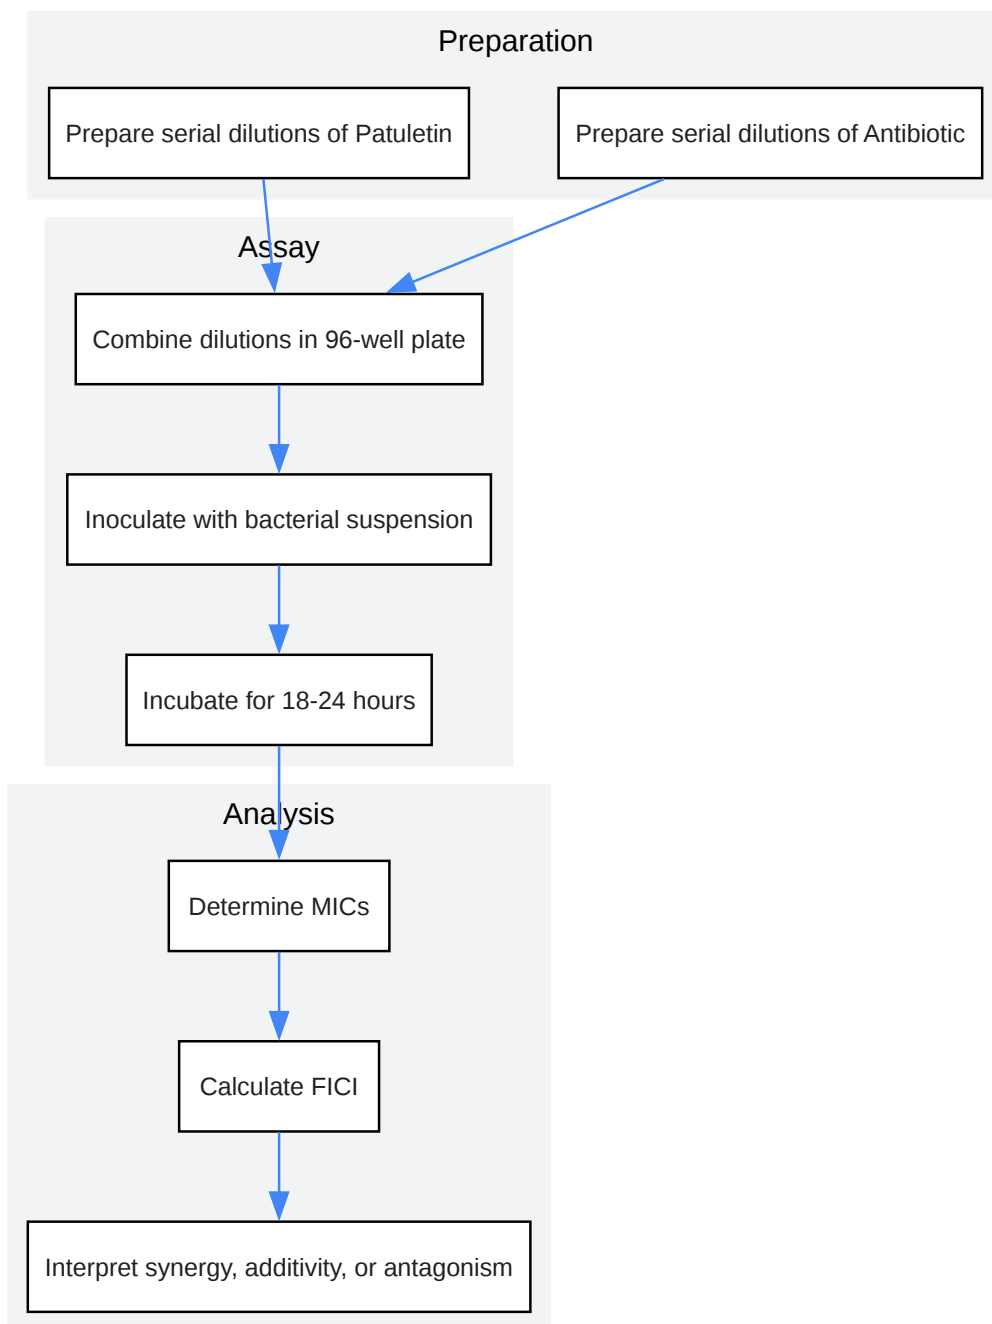 Preparation
Prepare serial dilutions of Patuletin
Prepare serial dilutions of Antibiotic
Assay
Combine dilutions in 96-well plate
Inoculate with bacterial suspension
Incubate for 18-24 hours
Analysis
Determine MICs
Calculate FICI
Interpret synergy, additivity, or antagonism